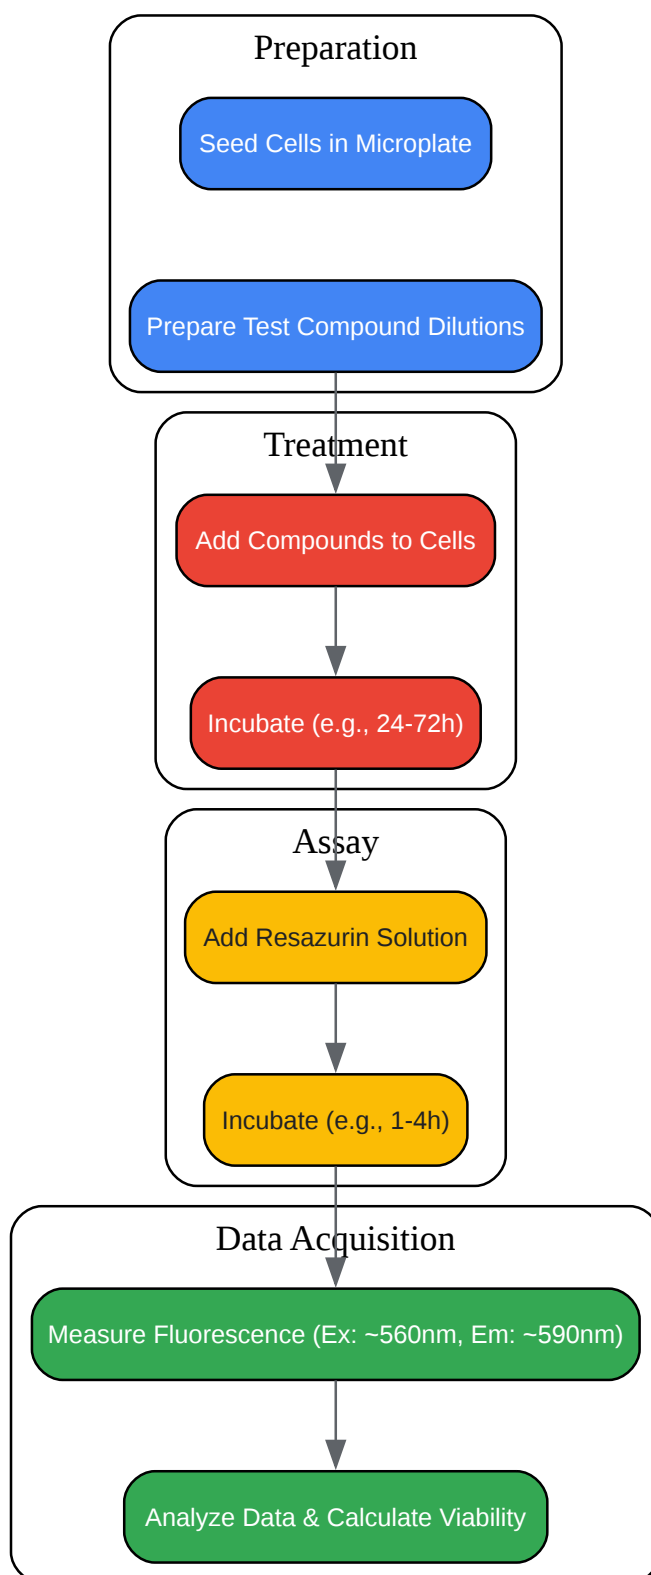 Preparation
Seed Cells in Microplate
Prepare Test Compound Dilutions
Treatment
Add Compounds to Cells
Incubate (e.g., 24-72h)
Assay
Add Resazurin Solution
Incubate (e.g., 1-4h)
Data Acquisition
Measure Fluorescence (Ex: ~560nm, Em: ~590nm)
Analyze Data & Calculate Viability